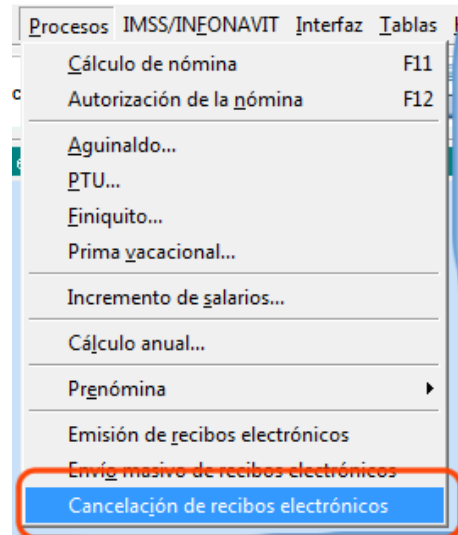 Procesos IMSS/INFONAVIT Interfaz Tablas
Cálculo de nómina F11
Autorización de la nómina F12
Aguinaldo...
PTU...
Finiquito...
Prima vacacional...
Incremento de salarios...
Cálculo anual...
Prenómina
Emisión de recibos electrónicos
Envío masivo de recibos electrónicos
Cancelación de recibos electrónicos